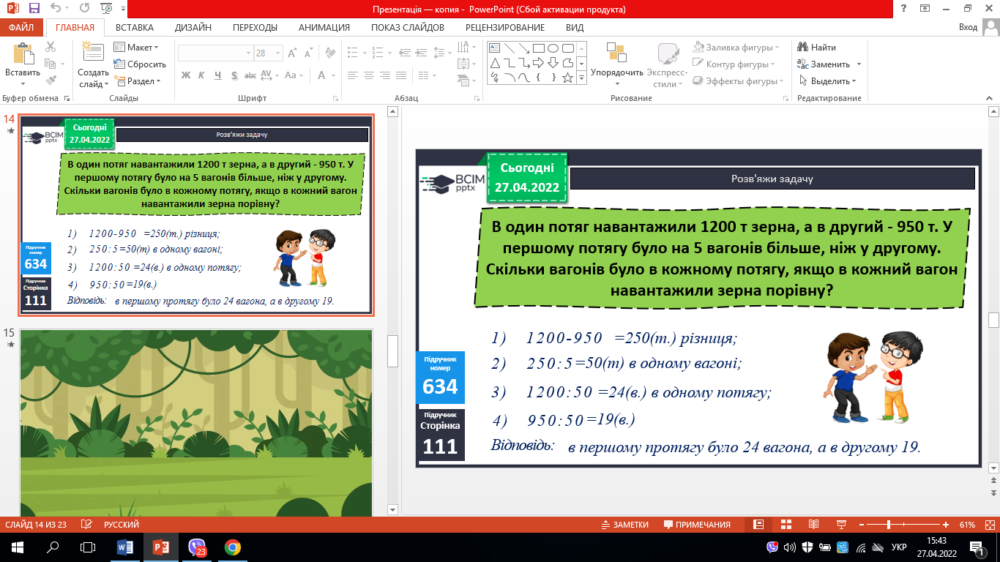 Презентація — копия - PowerPoint (Сбой активации продукта)
ФАЙЛ ГЛАВНАЯ ВСТАВКА ДИЗАЙН ПЕРЕХОДЫ АНИМАЦИЯ ПОКАЗ СЛАЙДОВ РЕЦЕНЗИРОВАНИЕ ВИД Вход
Вставить
Создать слайд
Макет
Сбросить
Раздел
28
Ж К Ч S abc AV Aa А
Упорядочить
Экспресс-стили
Заливка фигуры
Контур фигуры
Эффекты фигуры
Найти
Заменить
Выделить
Буфер обмена Слайды Шрифт Абзац Рисование Редактирование
14
Сьогодні
27.04.2022
BCIM
pptx
Розв'яжи задачу
В один потяг навантажили 1200 т зерна, а в другий - 950 т. У
першому потягу було на 5 вагонів більше, ніж у другому.
Скільки вагонів було в кожному потягу, якщо в кожний вагон
навантажили зерна порівну?
1) 1200-950 =250(т.) різниця;
2) 250:5=50(т) в одному вагоні;
3) 1200:50 =24(в.) в одному потягу;
4) 950:50=19(в.)
Відповідь: в першому протягу було 24 вагона, а в другому 19.
Підручник
номер
634
Підручник
Сторінка
111
15
Сьогодні
27.04.2022
BCIM
pptx
Розв'яжи задачу
В один потяг навантажили 1200 т зерна, а в другий - 950 т. У
першому потягу було на 5 вагонів більше, ніж у другому.
Скільки вагонів було в кожному потягу, якщо в кожний вагон
навантажили зерна порівну?
1) 1200-950 =250(т.) різниця;
2) 250:5=50(т) в одному вагоні;
3) 1200:50 =24(в.) в одному потягу;
4) 950:50=19(в.)
Відповідь: в першому протягу було 24 вагона, а в другому 19.
Підручник
номер
634
Підручник
Сторінка
111
СЛАЙД 14 ИЗ 23 РУССКИЙ ЗАМЕТКИ ПРИМЕЧАНИЯ 61%
23
УКР
15:43
27.04.2022
1